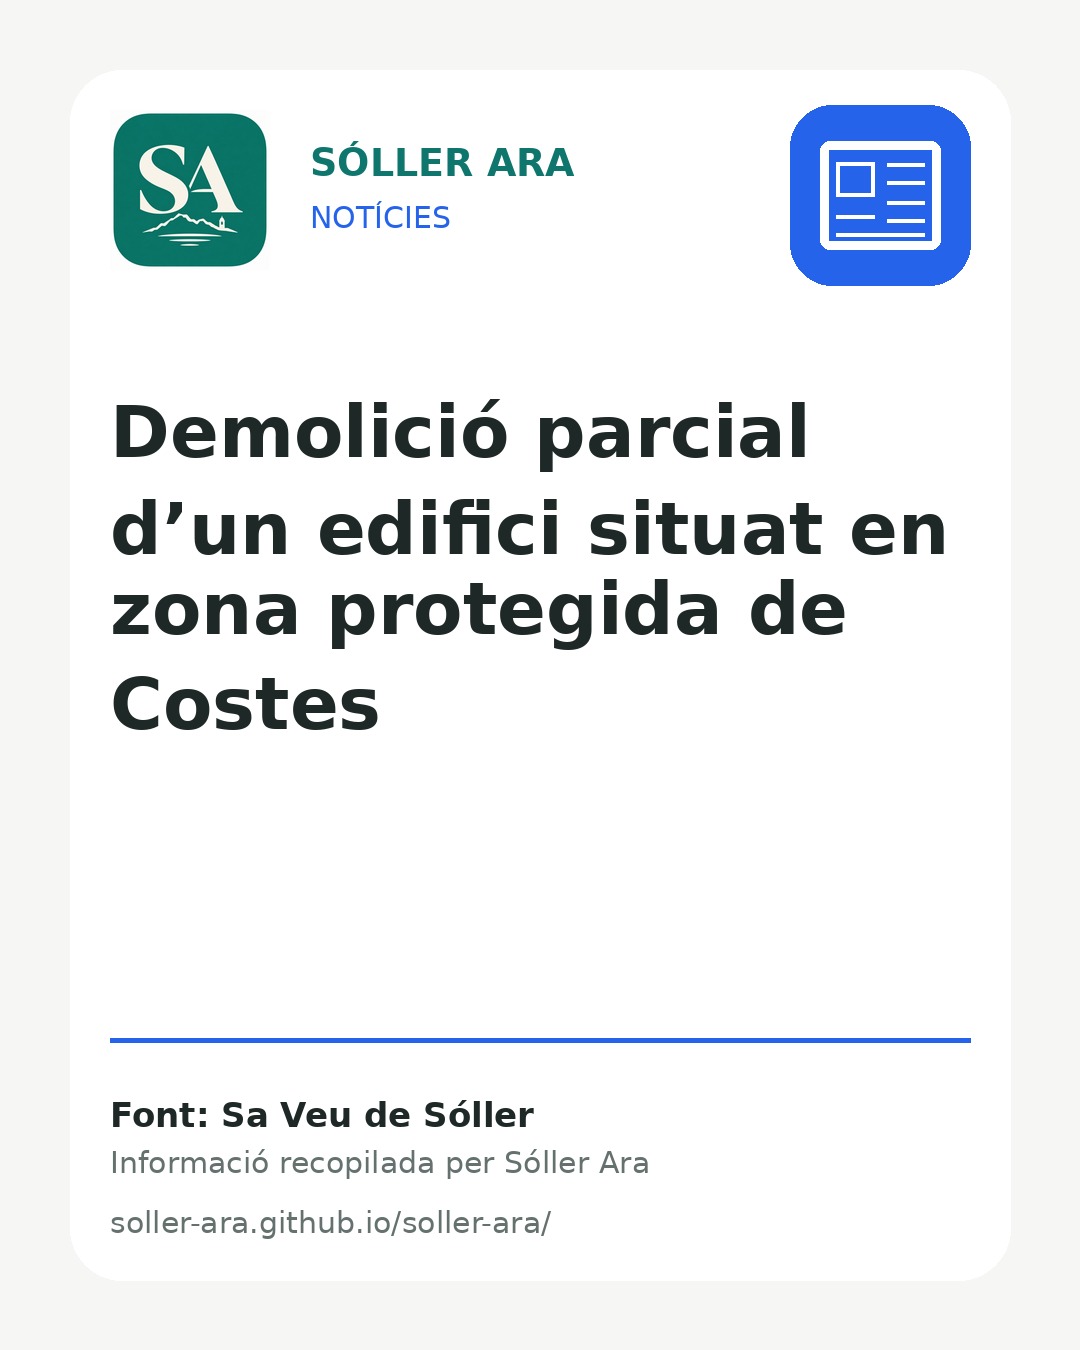 SA
SÓLLER ARA
NOTÍCIES
Demolició parcial
d’un edifici situat en
zona protegida de
Costes
Font: Sa Veu de Sóller
Informació recopilada per Sóller Ara
soller-ara.github.io/soller-ara/